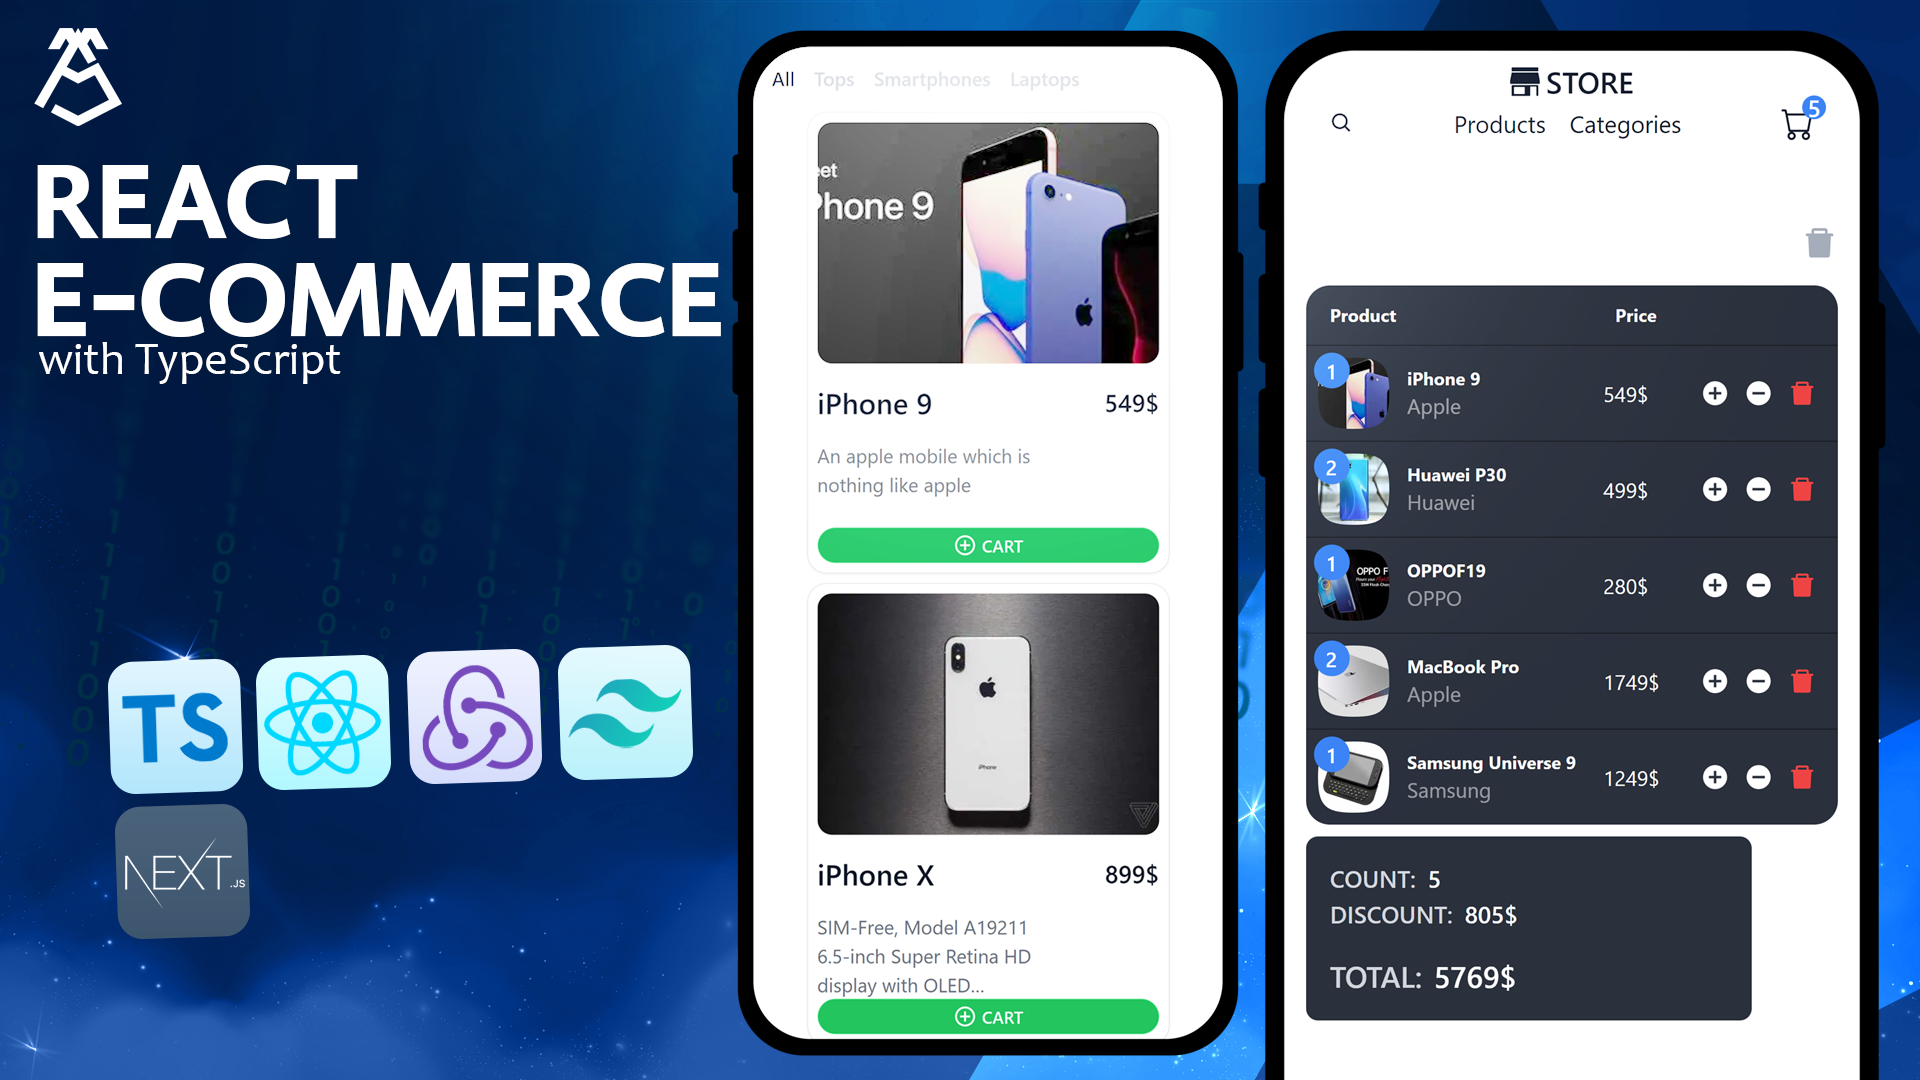 REACT
E-COMMERCE
with TypeScript
TS
NEXT.JS
All Tops Smartphones Laptops
eet
Phone 9
iPhone 9 549$
An apple mobile which is
nothing like apple
CART
iPhone
iPhone X 899$
SIM-Free, Model A19211
6.5-inch Super Retina HD
display with OLED...
CART
STORE
5
Products Categories
Product Price
1
iPhone 9
Apple
549$
2
Huawei P30
Huawei
499$
1
OPPO F
OPPOF19
OPPO
280$
2
MacBook Pro
Apple
1749$
1
Samsung Universe 9
Samsung
1249$
COUNT: 5
DISCOUNT: 805$
TOTAL: 5769$